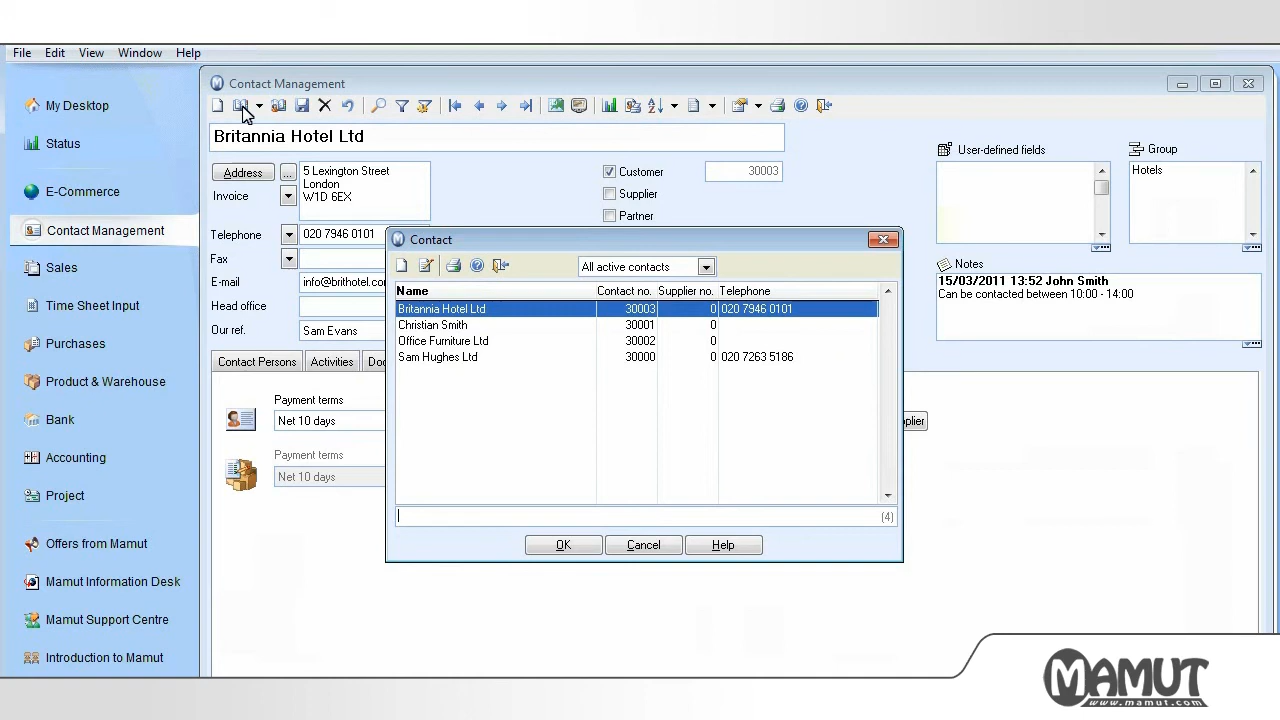 File Edit View Window Help
My Desktop
Status
E-Commerce
Contact Management
Sales
Time Sheet Input
Purchases
Product & Warehouse
Bank
Accounting
Project
Offers from Mamut
Mamut Information Desk
Mamut Support Centre
Introduction to Mamut
Contact Management
Britannia Hotel Ltd
Address ...
5 Lexington Street
London
W1D 6EX
Invoice
Customer 30003
Supplier
Partner
Telephone 020 7946 0101
Fax
E-mail info@brithotel.co
Head office
Our ref. Sam Evans
User-defined fields
Group
Hotels
Notes
15/03/2011 13:52 John Smith
Can be contacted between 10:00 - 14:00
Contact Persons Activities Doc
Payment terms
Net 10 days
Payment terms
Net 10 days
plier
Contact
All active contacts
Name Contact no. Supplier no. Telephone
Britannia Hotel Ltd 30003 0 020 7946 0101
Christian Smith 30001 0
Office Furniture Ltd 30002 0
Sam Hughes Ltd 30000 0 020 7263 5186
(4)
OK Cancel Help
MAMUT
www.mamut.com